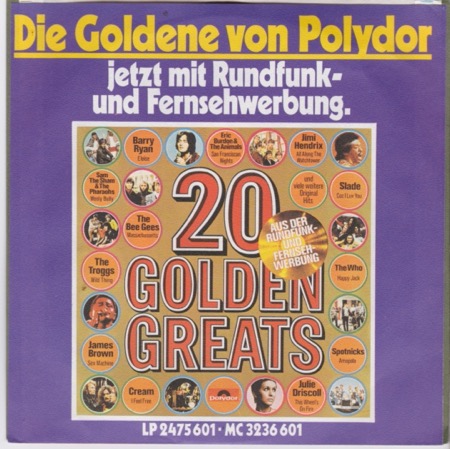 Die Goldene von Polydor
jetzt mit Rundfunk-
und Fernsehwerbung.
Barry
Ryan
Eloise
Eric
Burdon &
The Animals
San Franciscan
Nights
Jimi
Hendrix
All Along The
Watchtower
Sam
The Sham
& The
Pharaohs
Wooly Bully
und
viele weitere
Original
Hits
Slade
Coz I Luv You
The
Bee Gees
Massachusetts
20
GOLDEN
GREATS
AUS DER
RUNDFUNK-
UND
FERNSEH-
WERBUNG
The
Troggs
Wild Thing
The Who
Happy Jack
James
Brown
Sex Machine
Spotnicks
Amapola
Cream
I Feel Free
Polydor
Julie
Driscoll
This Wheel's
On Fire
LP 2475 601 · MC 3236 601